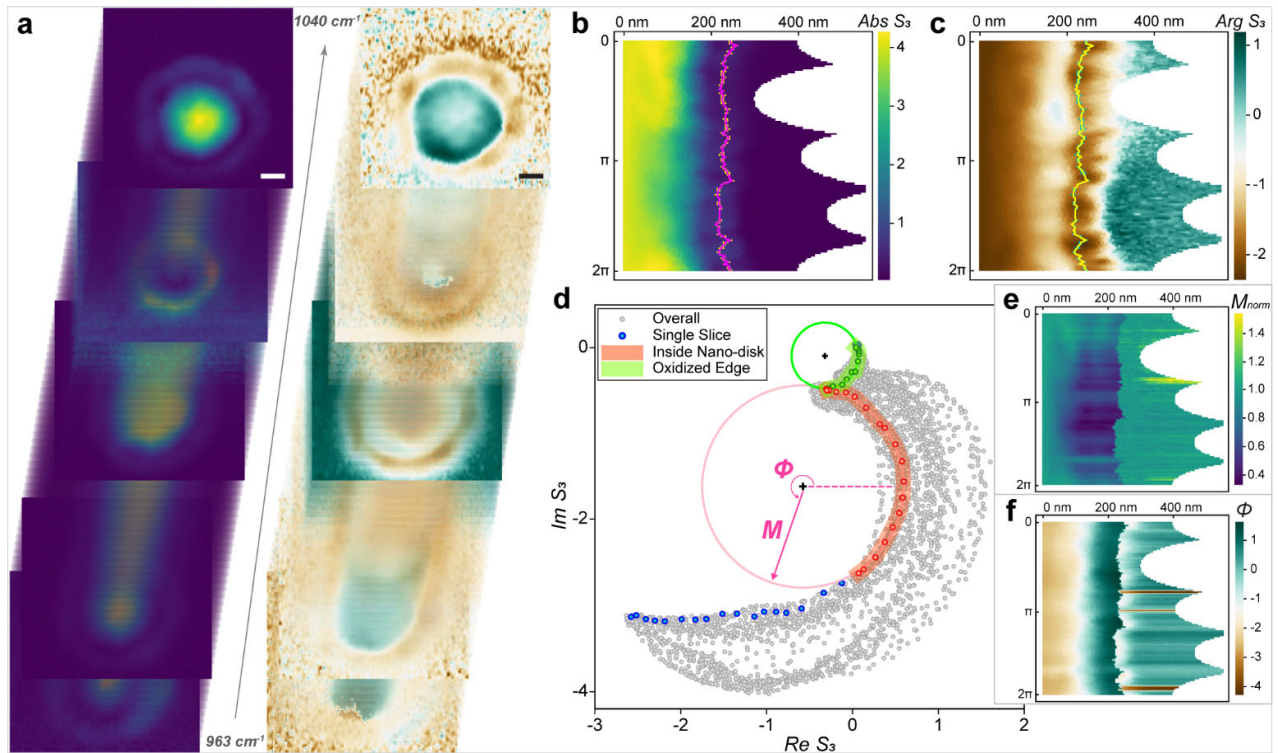 a
1040 cm⁻¹
963 cm⁻¹
b
0 nm 200 nm 400 nm Abs S₃
0
π
2π
4
3
2
1
c
0 nm 200 nm 400 nm Arg S₃
0
π
2π
1
0
-1
-2
d
Overall
Single Slice
Inside Nano-disk
Oxidized Edge
Φ
M
0
-2
-4
Im S₃
-3 -2 -1 0 1 2
Re S₃
e
0 nm 200 nm 400 nm M_norm
0
π
2π
1.4
1.2
1.0
0.8
0.6
0.4
f
0 nm 200 nm 400 nm Φ
0
π
2π
1
0
-1
-2
-3
-4